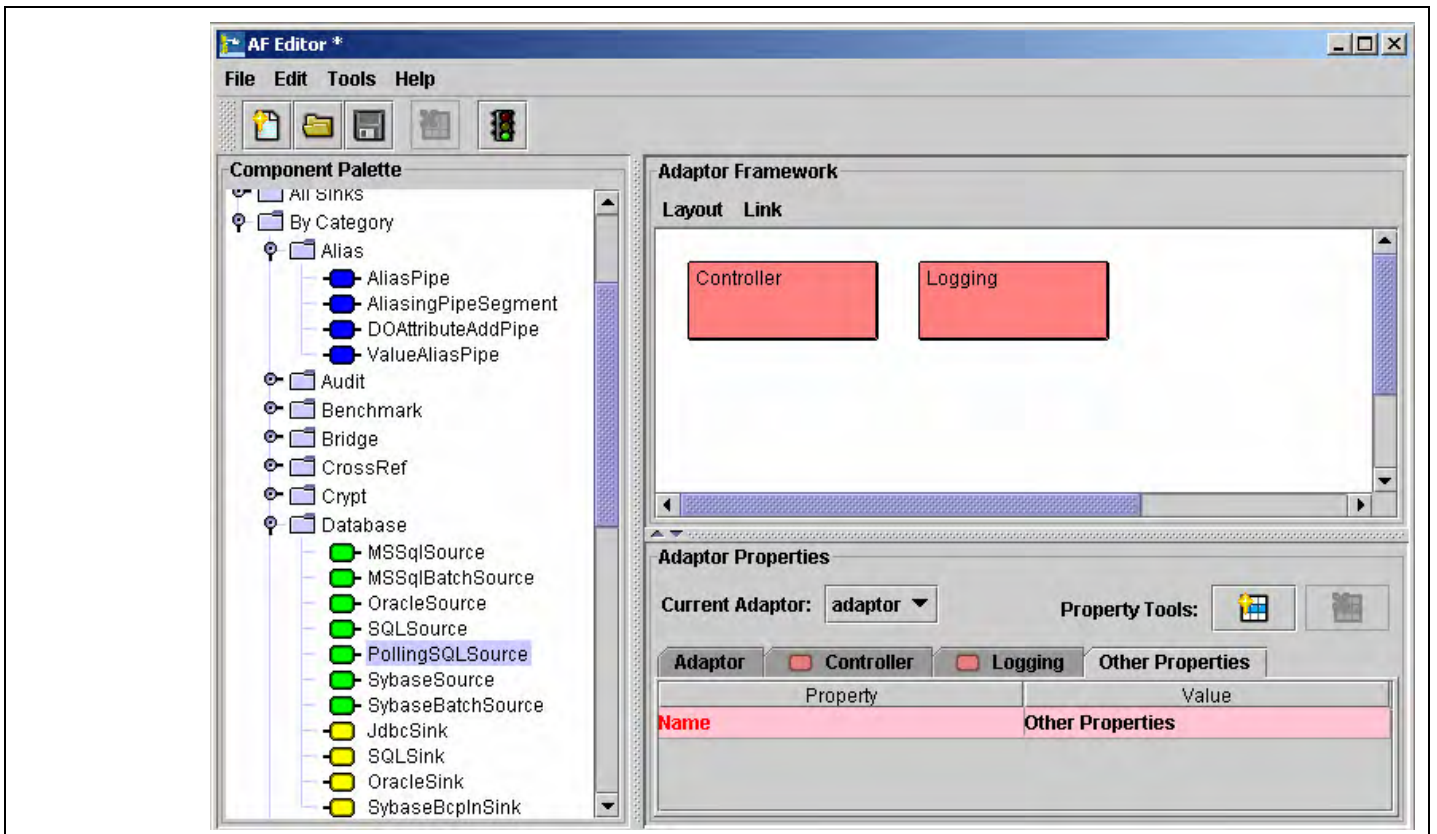 AF Editor *
File Edit Tools Help
Component Palette
All Sinks
By Category
Alias
AliasPipe
AliasingPipeSegment
DOAttributeAddPipe
ValueAliasPipe
Audit
Benchmark
Bridge
CrossRef
Crypt
Database
MSSqlSource
MSSqlBatchSource
OracleSource
SQLSource
PollingSQLSource
SybaseSource
SybaseBatchSource
JdbcSink
SQLSink
OracleSink
SybaseBcpInSink
Adaptor Framework
Layout Link
Controller Logging
Adaptor Properties
Current Adaptor: adaptor Property Tools:
Adaptor Controller Logging Other Properties
Property Value
Name Other Properties